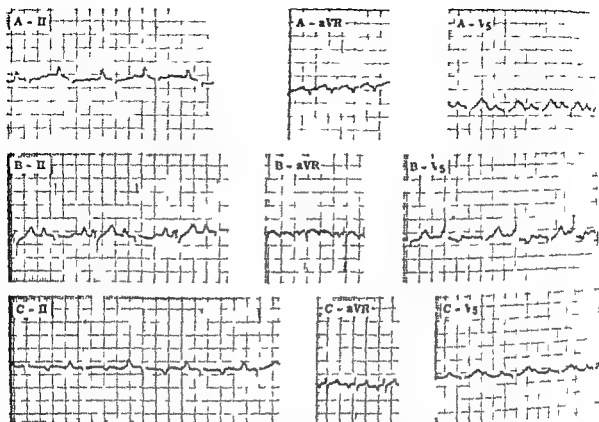 A - II
A - aVR
A - V5
B - II
B - aVR
B - V5
C - II
C - aVR
C - V5